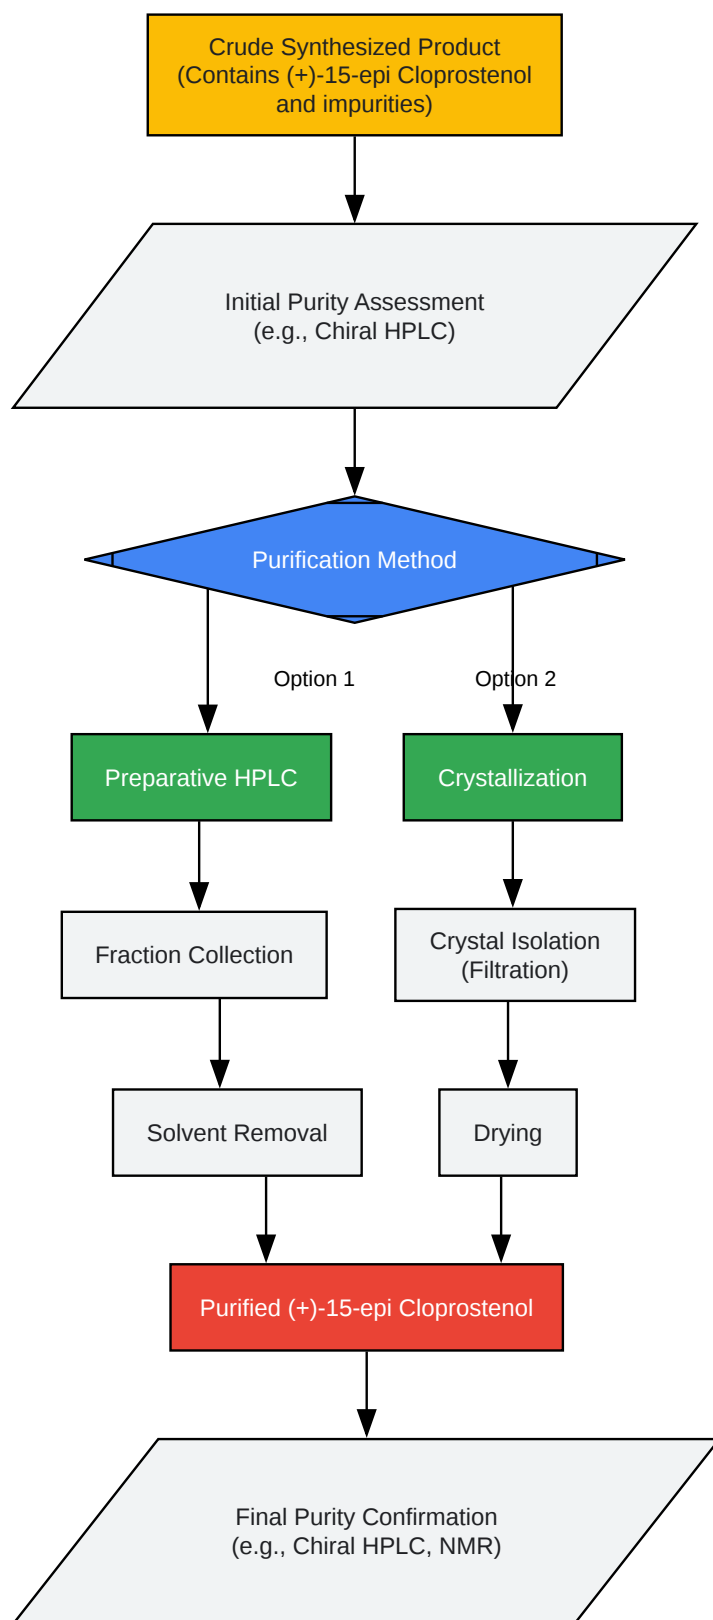 Crude Synthesized Product
(Contains (+)-15-epi Cloprostenol
and impurities)
Initial Purity Assessment
(e.g., Chiral HPLC)
Purification Method
Option 1
Option 2
Preparative HPLC
Crystallization
Fraction Collection
Crystal Isolation
(Filtration)
Solvent Removal
Drying
Purified (+)-15-epi Cloprostenol
Final Purity Confirmation
(e.g., Chiral HPLC, NMR)